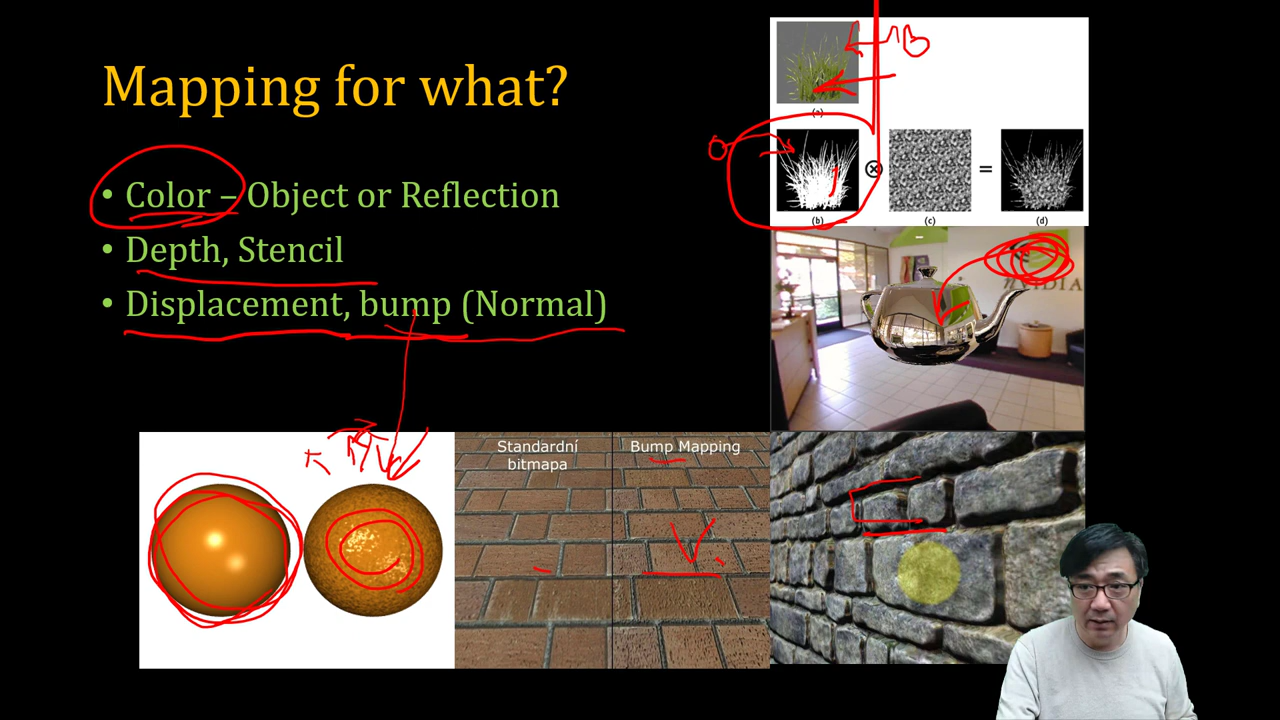 Mapping for what?
• Color – Object or Reflection
• Depth, Stencil
• Displacement, bump (Normal)
(a)
(b)
⊗
(c)
=
(d)
Standardní
bitmapa
Bump Mapping